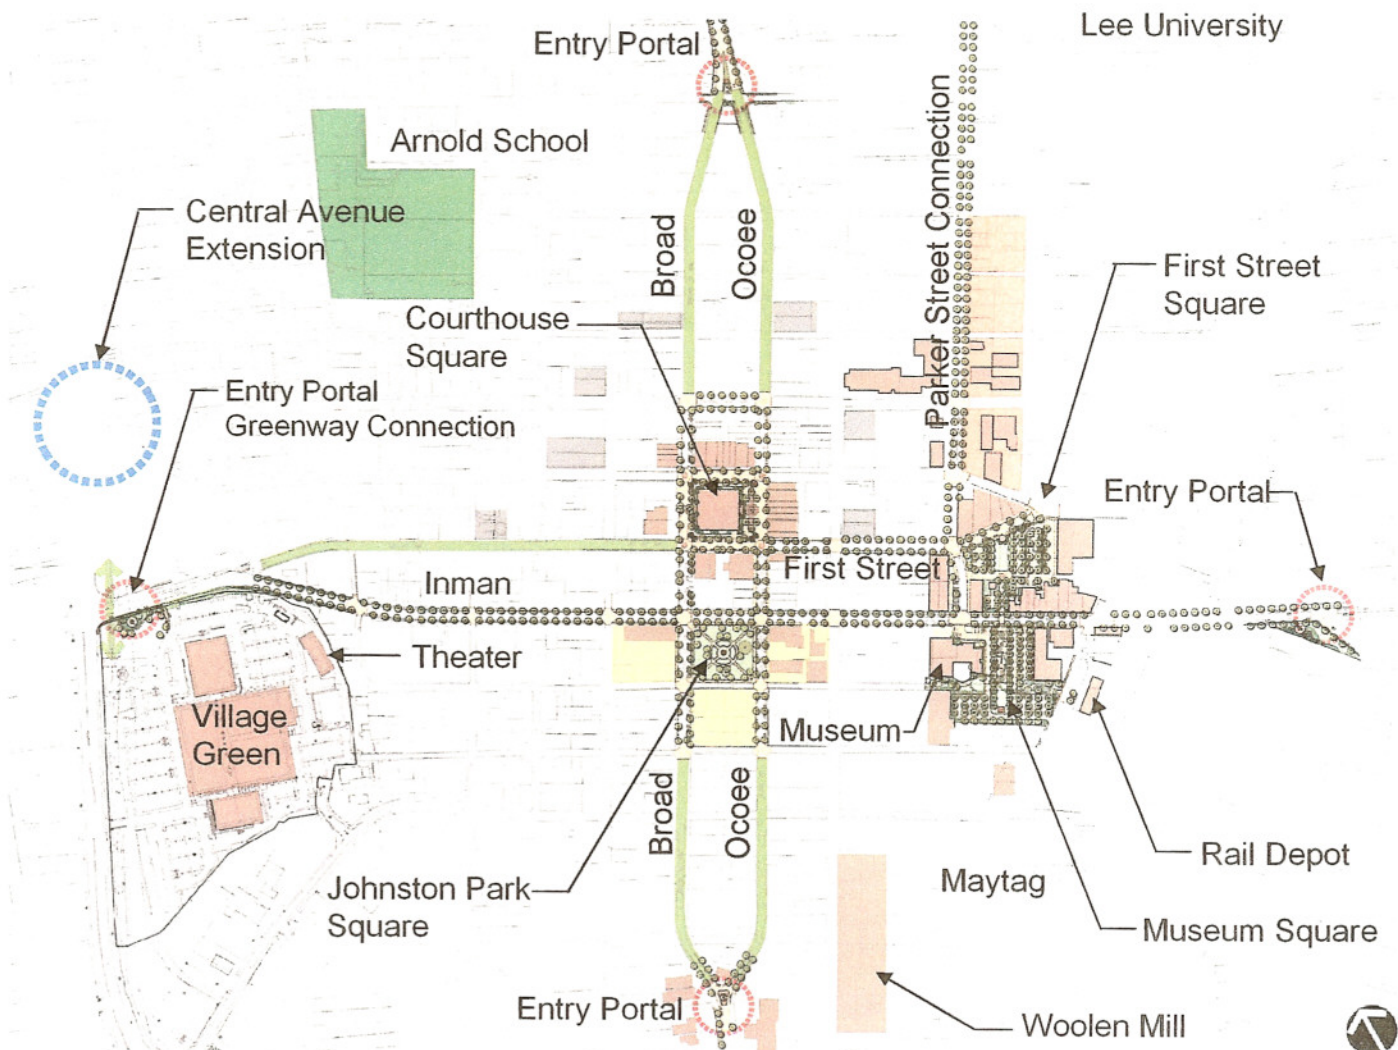 Lee University
Entry Portal
Arnold School
Parker Street Connection
Central Avenue
Extension
Broad
Ocoee
First Street
Square
Courthouse
Square
Entry Portal
Greenway Connection
Entry Portal
First Street
Inman
Theater
Village
Green
Museum
Broad
Ocoee
Rail Depot
Maytag
Johnston Park
Square
Museum Square
Entry Portal
Woolen Mill